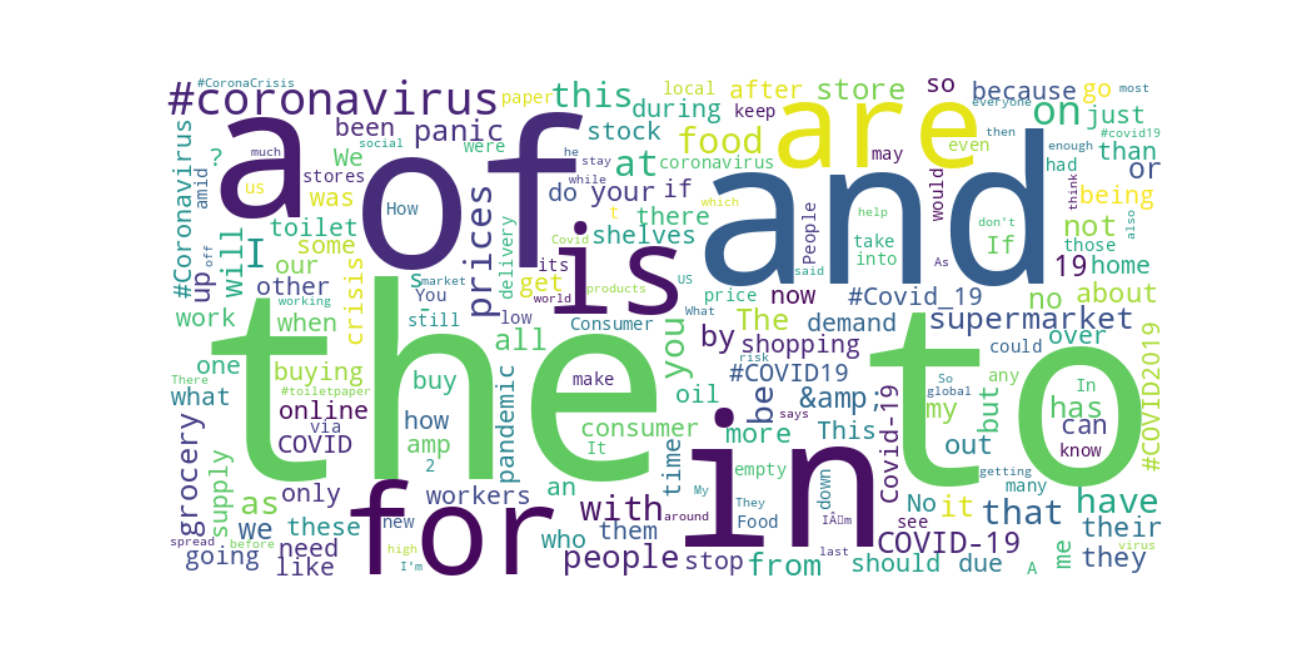 #CoronaCrisis
#coronavirus
paper
this
local
after
store
so
because
go
most
during
keep
everyone
on
just
a
of
are
been
panic
social
were
stock
food
then
#covid19
even
enough
than
#Coronavirus
amid
?
much
We
stores
he
stay
while
at
coronavirus
may
had
or
us
was
How
do
your
if
and
would
think
being
also
toilet
some
prices
delivery
t
there
which
People
help
don't
not
those
I
our
will
up
off
other
crisis
its
Covid
shelves
is
said
take
into
As
If
19
home
s
market
You
-
get
world
products
US
price
now
#Covid_19
no
about
working
work
when
still
low
Consumer
What
you
by
The
demand
supermarket
shopping
could
over
the
to
all
one
There
what
buying
#toiletpaper
buy
make
oil
risk
#COVID19
be
&amp;
So
global
any
In
my
but
has
can
know
#COVID2019
online
via
COVID
how
amp
2
pandemic
consumer
It
more
says
This
Covid-19
out
in
time
empty
down
getting
many
grocery
supply
as
only
workers
an
with
My
They
around
Food
No
it
that
have
we
these
for
new
who
them
IÂm
see
their
spread
before
going
need
like
high
I'm
people
stop
from
last
COVID-19
should
due
A
me
they
virus